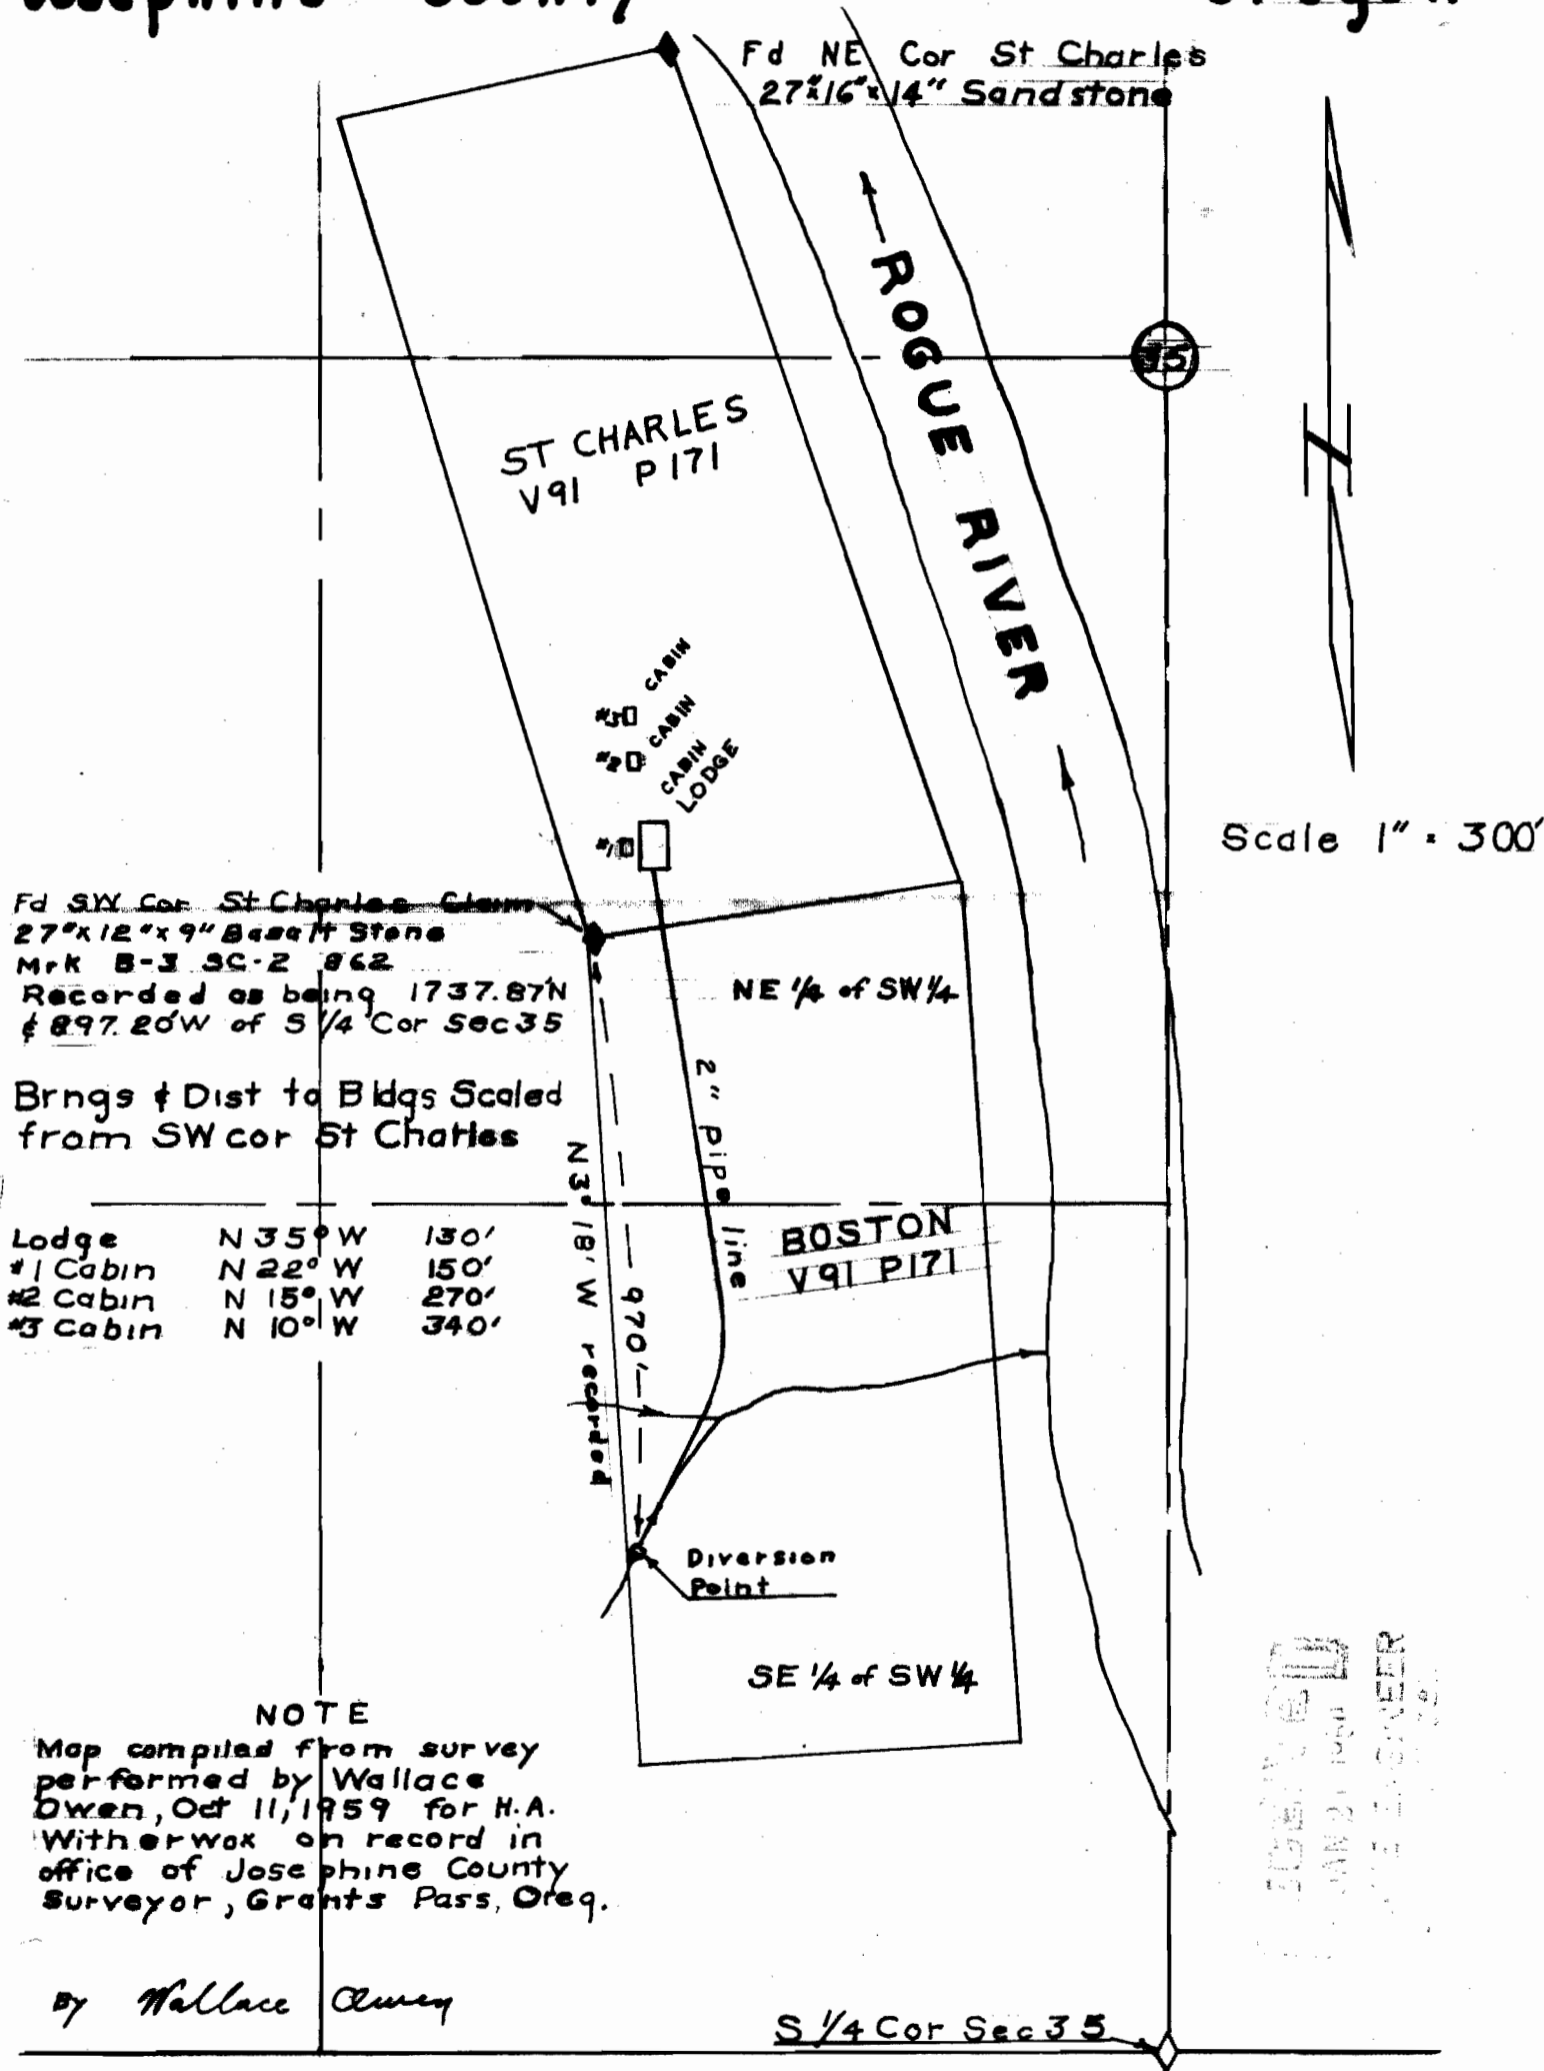 Fd NE Cor St Charles
27"x16"x14" Sandstone
ROGUE RIVER
35
ST CHARLES
V91 P171
N
CABIN
#3
CABIN
#2
CABIN
LODGE
#1
Scale 1" = 300'
Fd SW Cor St Charles Claim
27"x12"x9" Basalt Stone
Mrk B-3 SC-2 862
Recorded as being 1737.87'N
& 897.20'W of S 1/4 Cor Sec 35
NE 1/4 of SW 1/4
Brngs & Dist to Bldgs Scaled
from SW cor St Charles
2" pipe line
N 3° 18' W recorded
970'
BOSTON
V91 P171
Lodge N 35° W 130'
#1 Cabin N 22° W 150'
#2 Cabin N 15° W 270'
#3 Cabin N 10° W 340'
Diversion
Point
SE 1/4 of SW 1/4
NOTE
Map compiled from survey
performed by Wallace
Owen, Oct 11, 1959 for H.A.
Witherwox on record in
office of Josephine County
Surveyor, Grants Pass, Oreg.
By Wallace Owen
S 1/4 Cor Sec 35